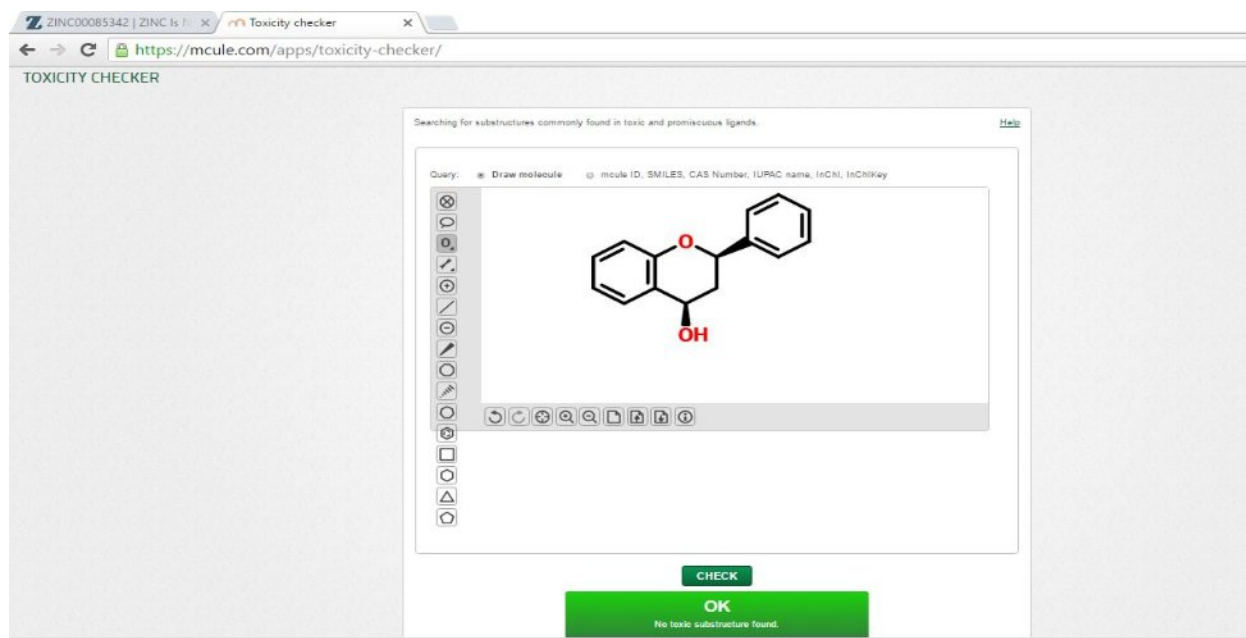 ZINC00085342 | ZINC Is N
Toxicity checker
https://mcule.com/apps/toxicity-checker/
TOXICITY CHECKER
Searching for substructures commonly found in toxic and promiscuous ligands.
Help
Query: Draw molecule mcule ID, SMILES, CAS Number, IUPAC name, InChI, InChIKey
O
O
OH
CHECK
OK
No toxic substructure found.